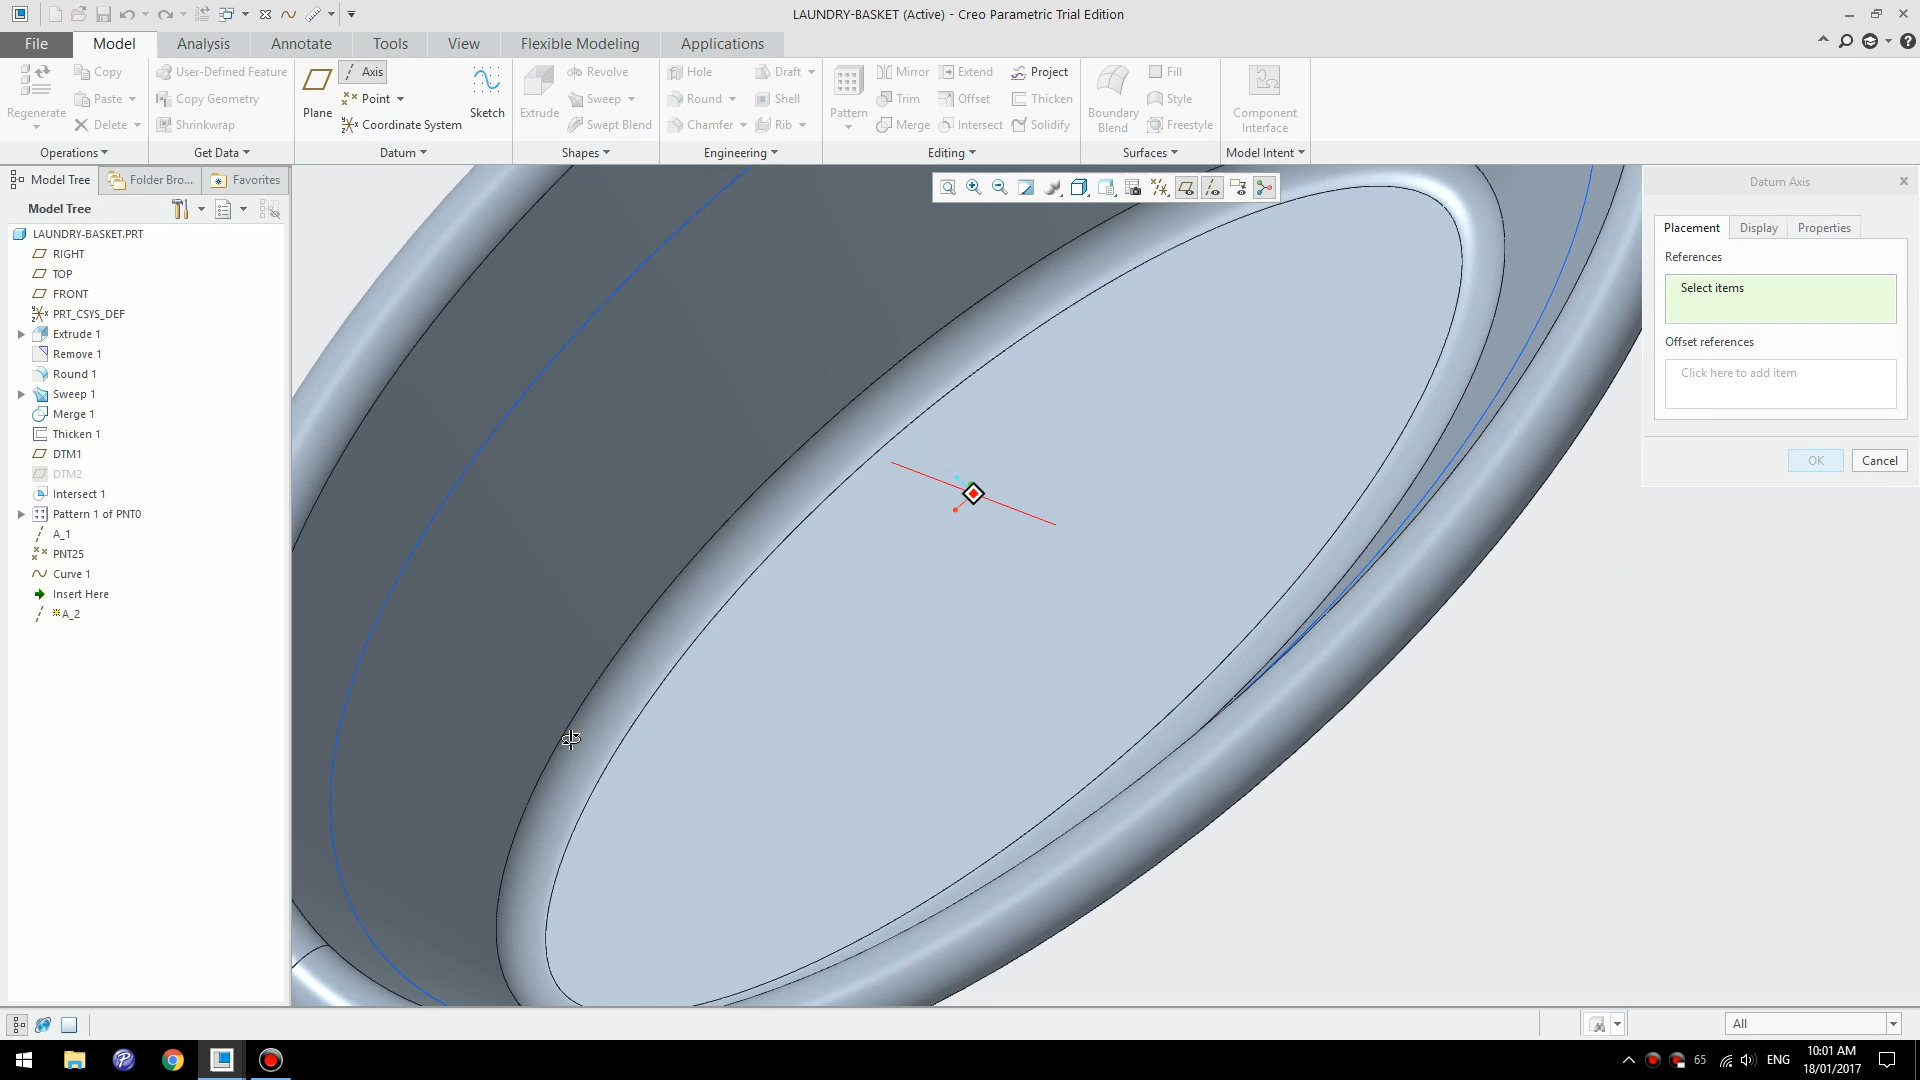 LAUNDRY-BASKET (Active) - Creo Parametric Trial Edition
File
Model
Analysis
Annotate
Tools
View
Flexible Modeling
Applications
Regenerate
Copy
Paste
Delete
Operations
User-Defined Feature
Copy Geometry
Shrinkwrap
Get Data
Plane
Axis
Point
Coordinate System
Sketch
Datum
Extrude
Revolve
Sweep
Swept Blend
Shapes
Hole
Round
Chamfer
Draft
Shell
Rib
Engineering
Pattern
Mirror
Trim
Merge
Extend
Offset
Intersect
Project
Thicken
Solidify
Editing
Boundary
Blend
Fill
Style
Freestyle
Surfaces
Component
Interface
Model Intent
Model Tree
Folder Bro...
Favorites
Model Tree
LAUNDRY-BASKET.PRT
RIGHT
TOP
FRONT
PRT_CSYS_DEF
Extrude 1
Remove 1
Round 1
Sweep 1
Merge 1
Thicken 1
DTM1
DTM2
Intersect 1
Pattern 1 of PNT0
A_1
PNT25
Curve 1
Insert Here
A_2
Datum Axis
Placement
Display
Properties
References
Select items
Offset references
Click here to add item
OK
Cancel
All
65
ENG
10:01 AM
18/01/2017